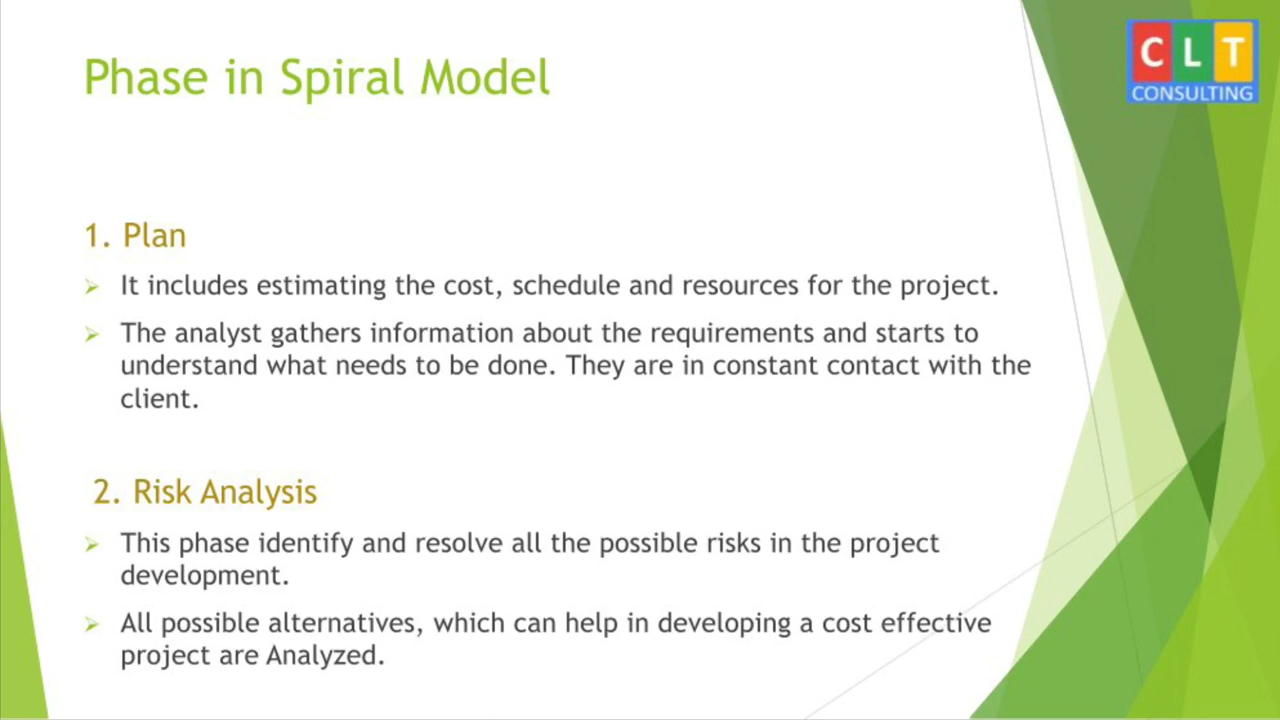 Phase in Spiral Model
C L T
CONSULTING
1. Plan
It includes estimating the cost, schedule and resources for the project.
The analyst gathers information about the requirements and starts to
understand what needs to be done. They are in constant contact with the
client.
2. Risk Analysis
This phase identify and resolve all the possible risks in the project
development.
All possible alternatives, which can help in developing a cost effective
project are Analyzed.